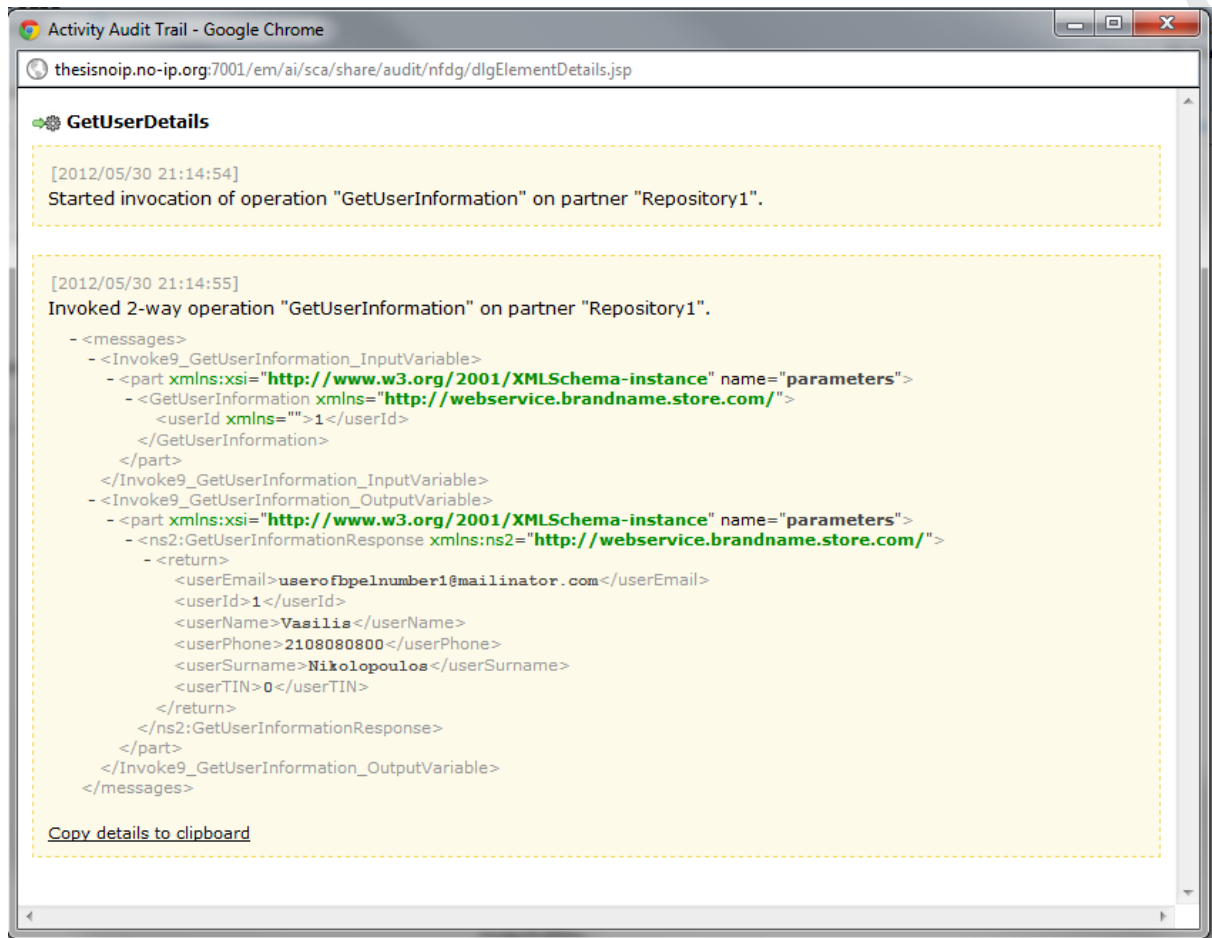 Activity Audit Trail - Google Chrome
thesisnoip.no-ip.org:7001/em/ai/sca/share/audit/nfdg/dlgElementDetails.jsp
GetUserDetails
[2012/05/30 21:14:54]
Started invocation of operation "GetUserInformation" on partner "Repository1".
[2012/05/30 21:14:55]
Invoked 2-way operation "GetUserInformation" on partner "Repository1".
- <messages>
- <Invoke9_GetUserInformation_InputVariable>
- <part xmlns:xsi="http://www.w3.org/2001/XMLSchema-instance" name="parameters">
- <GetUserInformation xmlns="http://webservice.brandname.store.com/">
<userId xmlns="">1</userId>
</GetUserInformation>
</part>
</Invoke9_GetUserInformation_InputVariable>
- <Invoke9_GetUserInformation_OutputVariable>
- <part xmlns:xsi="http://www.w3.org/2001/XMLSchema-instance" name="parameters">
- <ns2:GetUserInformationResponse xmlns:ns2="http://webservice.brandname.store.com/">
- <return>
<userEmail>userofbpelnumber1@mailinator.com</userEmail>
<userId>1</userId>
<userName>Vasilis</userName>
<userPhone>2108080800</userPhone>
<userSurname>Nikolopoulos</userSurname>
<userTIN>0</userTIN>
</return>
</ns2:GetUserInformationResponse>
</part>
</Invoke9_GetUserInformation_OutputVariable>
</messages>
Copy details to clipboard